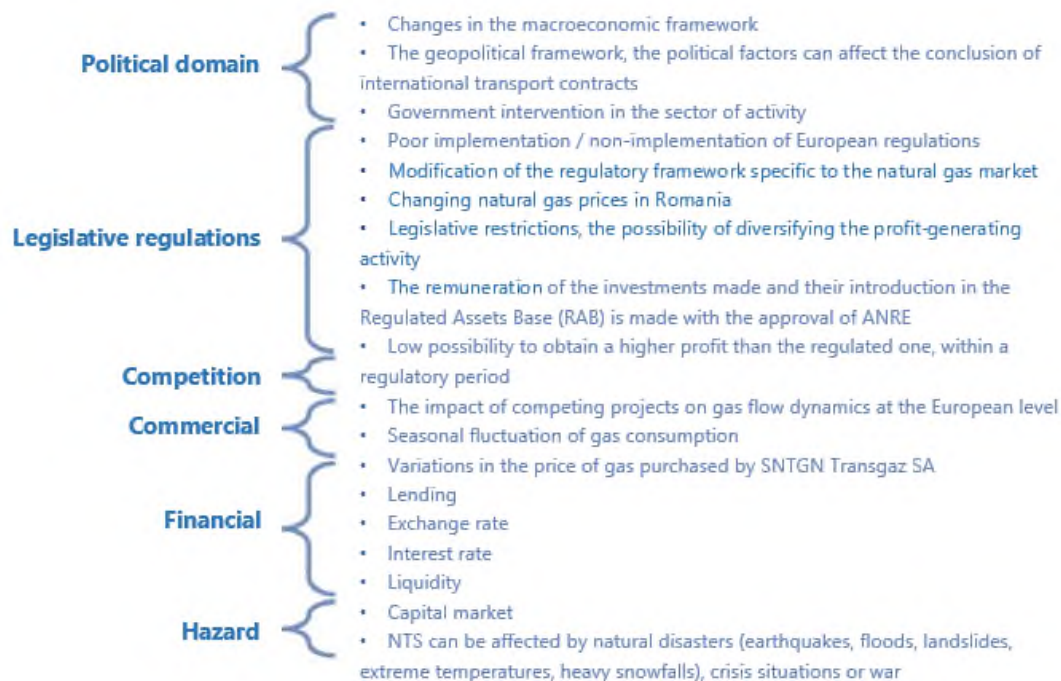 • Changes in the macroeconomic framework
Political domain
• The geopolitical framework, the political factors can affect the conclusion of
international transport contracts
• Government intervention in the sector of activity
• Poor implementation / non-implementation of European regulations
• Modification of the regulatory framework specific to the natural gas market
• Changing natural gas prices in Romania
Legislative regulations
• Legislative restrictions, the possibility of diversifying the profit-generating
activity
• The remuneration of the investments made and their introduction in the
Regulated Assets Base (RAB) is made with the approval of ANRE
• Low possibility to obtain a higher profit than the regulated one, within a
Competition
regulatory period
• The impact of competing projects on gas flow dynamics at the European level
Commercial
• Seasonal fluctuation of gas consumption
• Variations in the price of gas purchased by SNTGN Transgaz SA
• Lending
Financial
• Exchange rate
• Interest rate
• Liquidity
• Capital market
Hazard
• NTS can be affected by natural disasters (earthquakes, floods, landslides,
extreme temperatures, heavy snowfalls), crisis situations or war